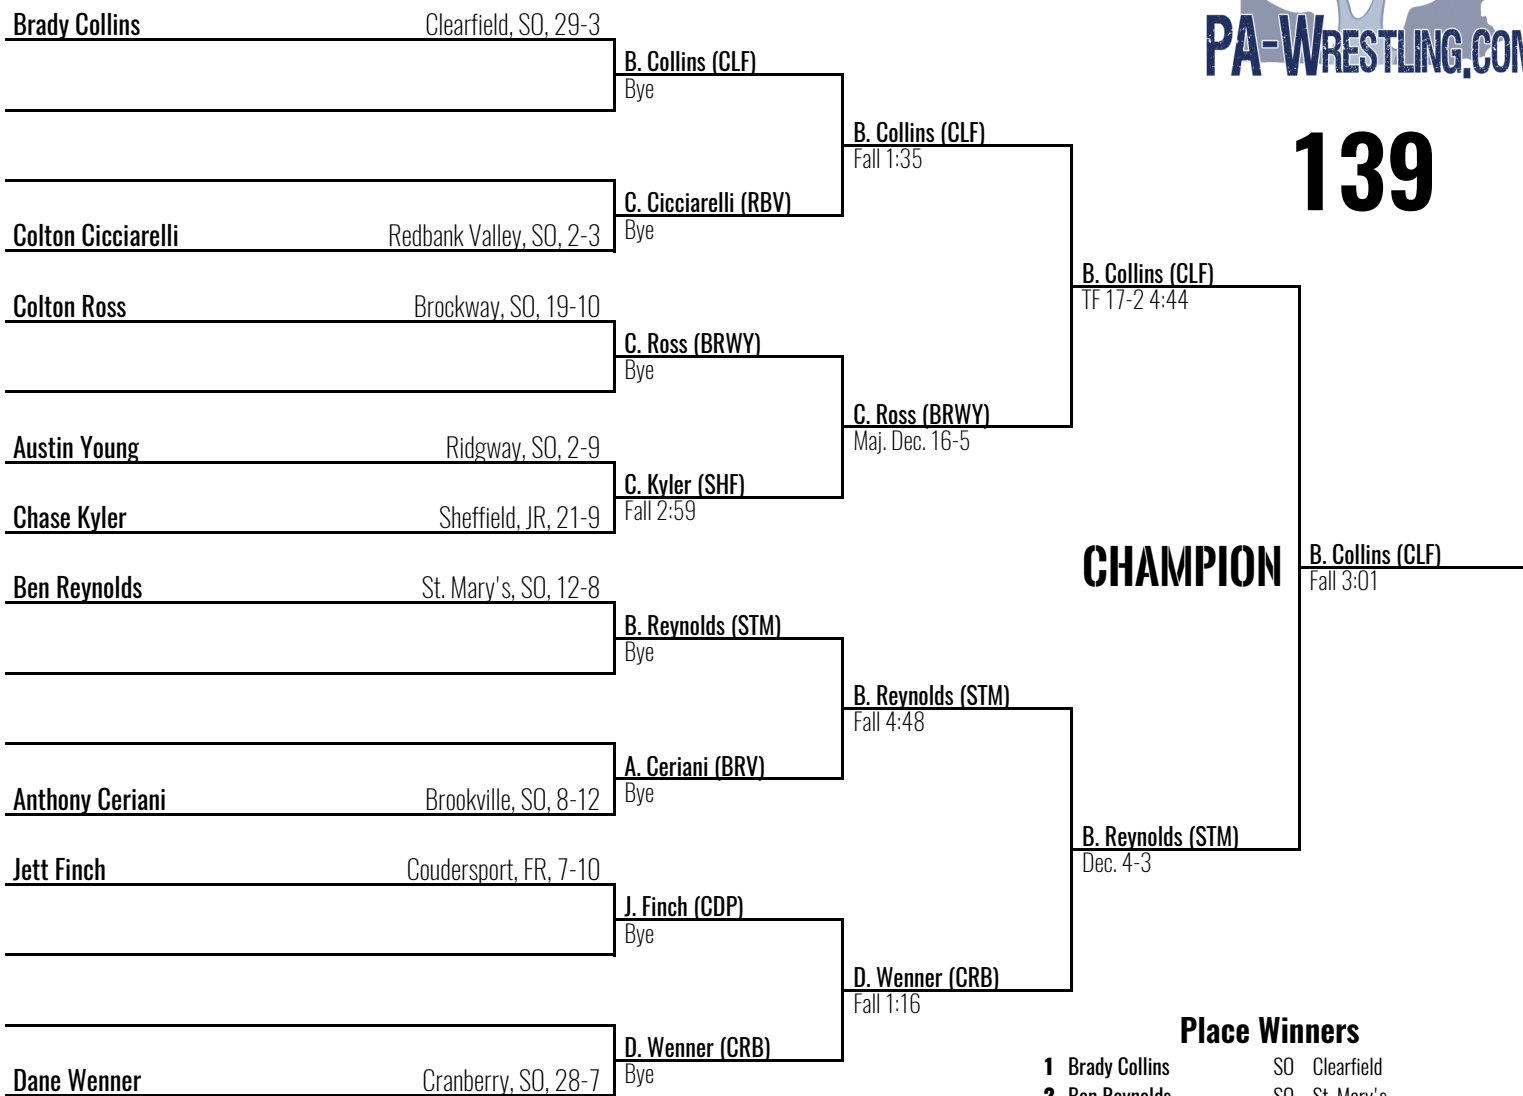 PA-WRESTLING.COM
139
Brady Collins Clearfield, SO, 29-3
Colton Cicciarelli Redbank Valley, SO, 2-3
Colton Ross Brockway, SO, 19-10
Austin Young Ridgway, SO, 2-9
Chase Kyler Sheffield, JR, 21-9
Ben Reynolds St. Mary's, SO, 12-8
Anthony Ceriani Brookville, SO, 8-12
Jett Finch Coudersport, FR, 7-10
Dane Wenner Cranberry, SO, 28-7
B. Collins (CLF)
Bye
C. Cicciarelli (RBV)
Bye
C. Ross (BRWY)
Bye
C. Kyler (SHF)
Fall 2:59
B. Reynolds (STM)
Bye
A. Ceriani (BRV)
Bye
J. Finch (CDP)
Bye
D. Wenner (CRB)
Bye
B. Collins (CLF)
Fall 1:35
C. Ross (BRWY)
Maj. Dec. 16-5
B. Reynolds (STM)
Fall 4:48
D. Wenner (CRB)
Fall 1:16
B. Collins (CLF)
TF 17-2 4:44
B. Reynolds (STM)
Dec. 4-3
CHAMPION
B. Collins (CLF)
Fall 3:01
Place Winners
1 Brady Collins SO Clearfield
2 Ben Reynolds SO St. Mary's